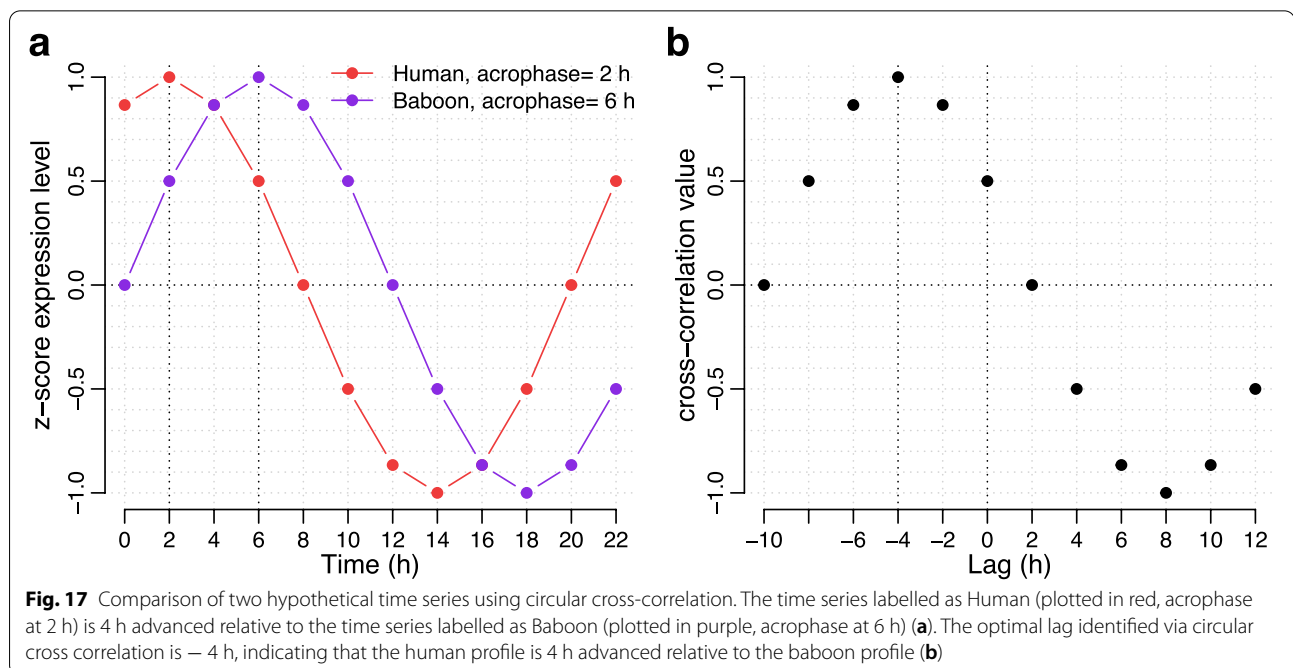 a
Human, acrophase= 2 h
Baboon, acrophase= 6 h
z−score expression level
1.0
0.5
0.0
−0.5
−1.0
0 2 4 6 8 10 12 14 16 18 20 22
Time (h)
b
cross−correlation value
1.0
0.5
0.0
−0.5
−1.0
−10 −6 −4 −2 0 2 4 6 8 10 12
Lag (h)
Fig. 17 Comparison of two hypothetical time series using circular cross-correlation. The time series labelled as Human (plotted in red, acrophase
at 2 h) is 4 h advanced relative to the time series labelled as Baboon (plotted in purple, acrophase at 6 h) (a). The optimal lag identified via circular
cross correlation is − 4 h, indicating that the human profile is 4 h advanced relative to the baboon profile (b)